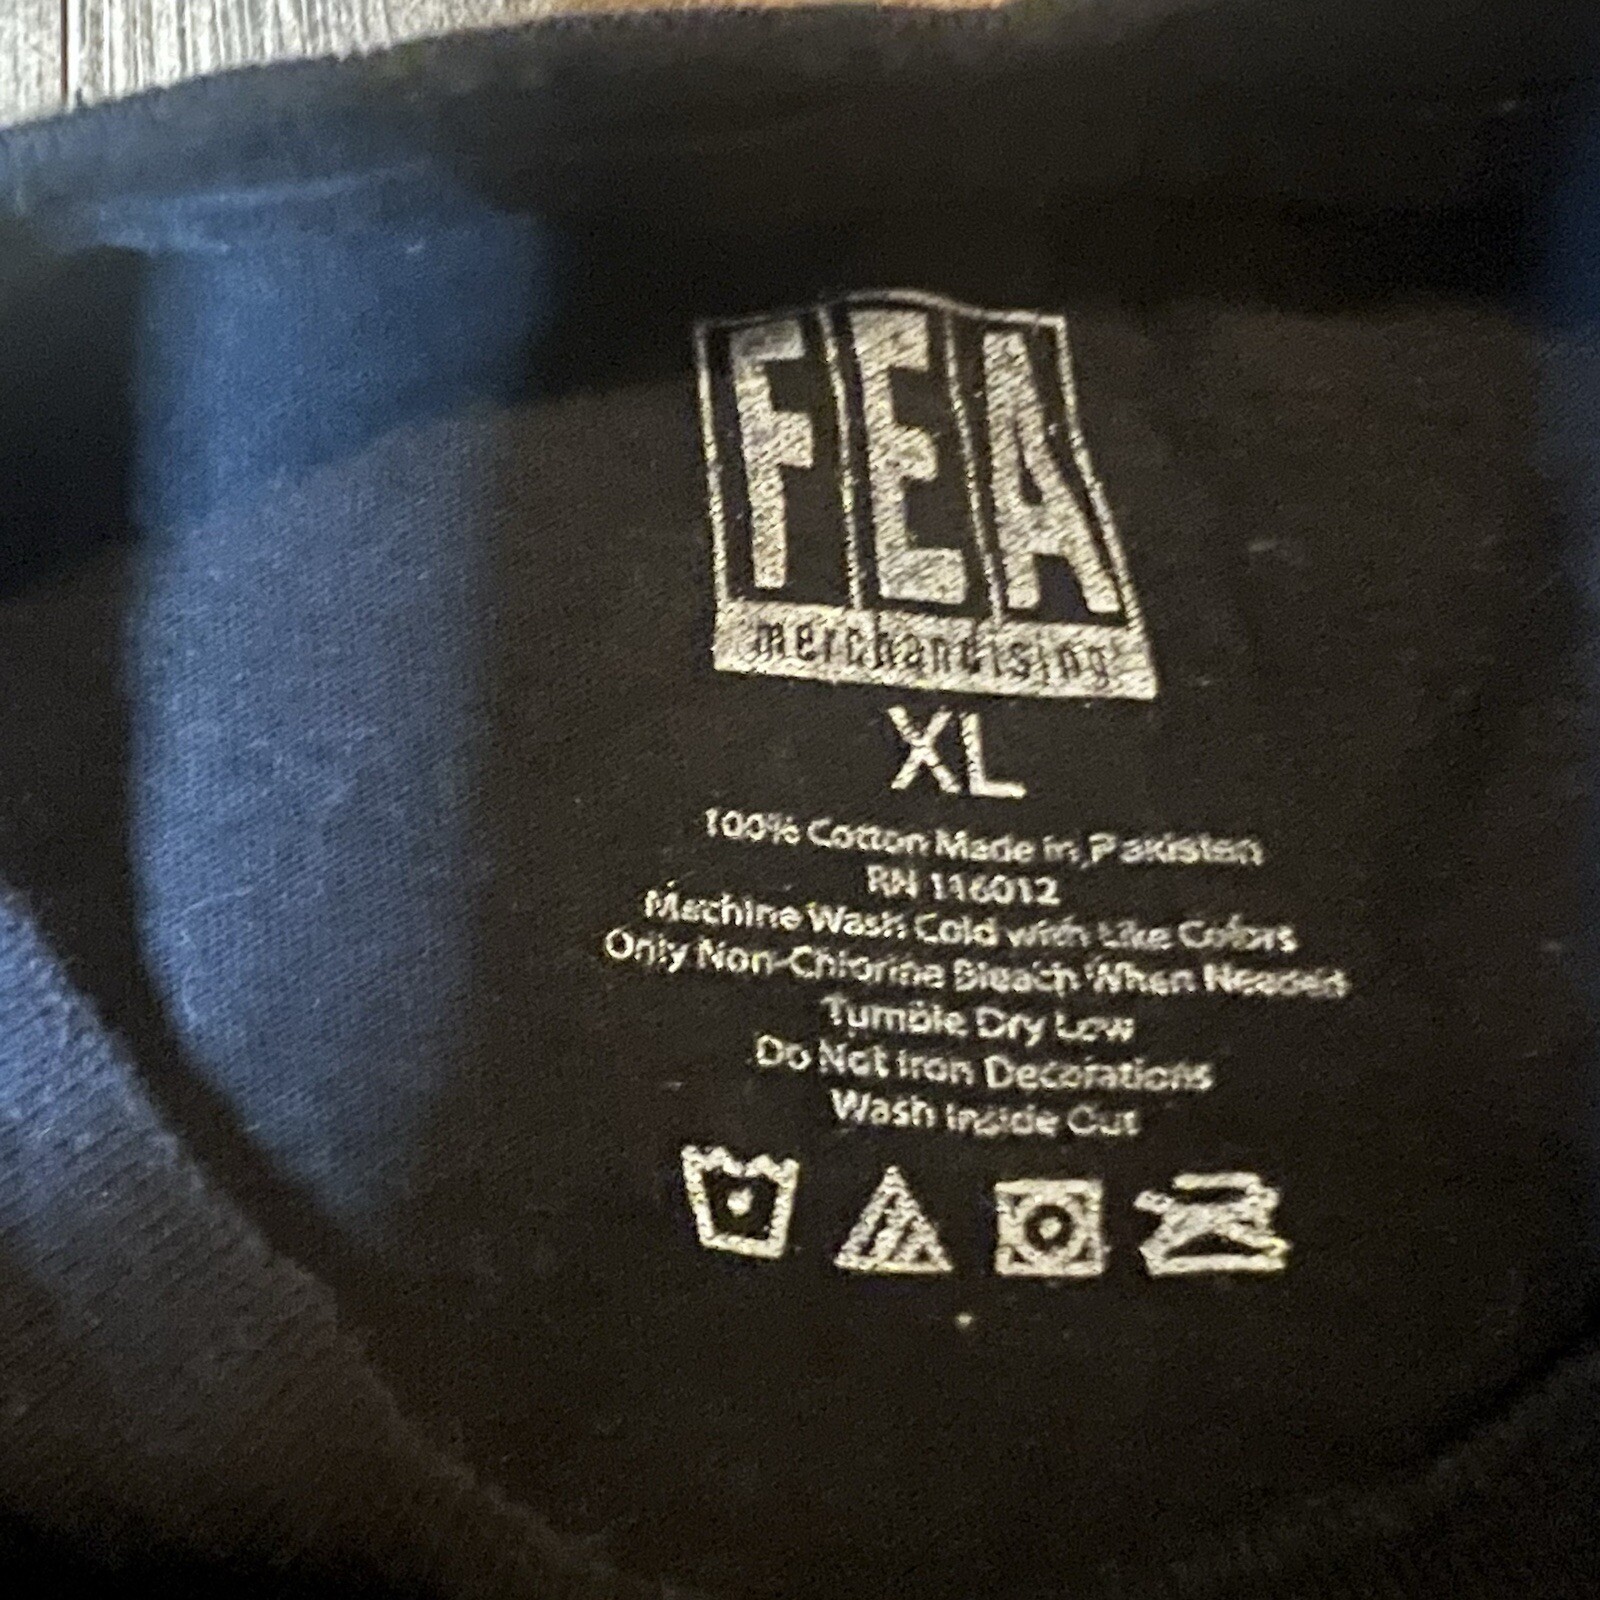 FEA
merchandising
XL
100% Cotton Made in Pakistan
RN 116012
Machine Wash Cold with Like Colors
Only Non-Chlorine Bleach When Needed
Tumble Dry Low
Do Not Iron Decorations
Wash Inside Out